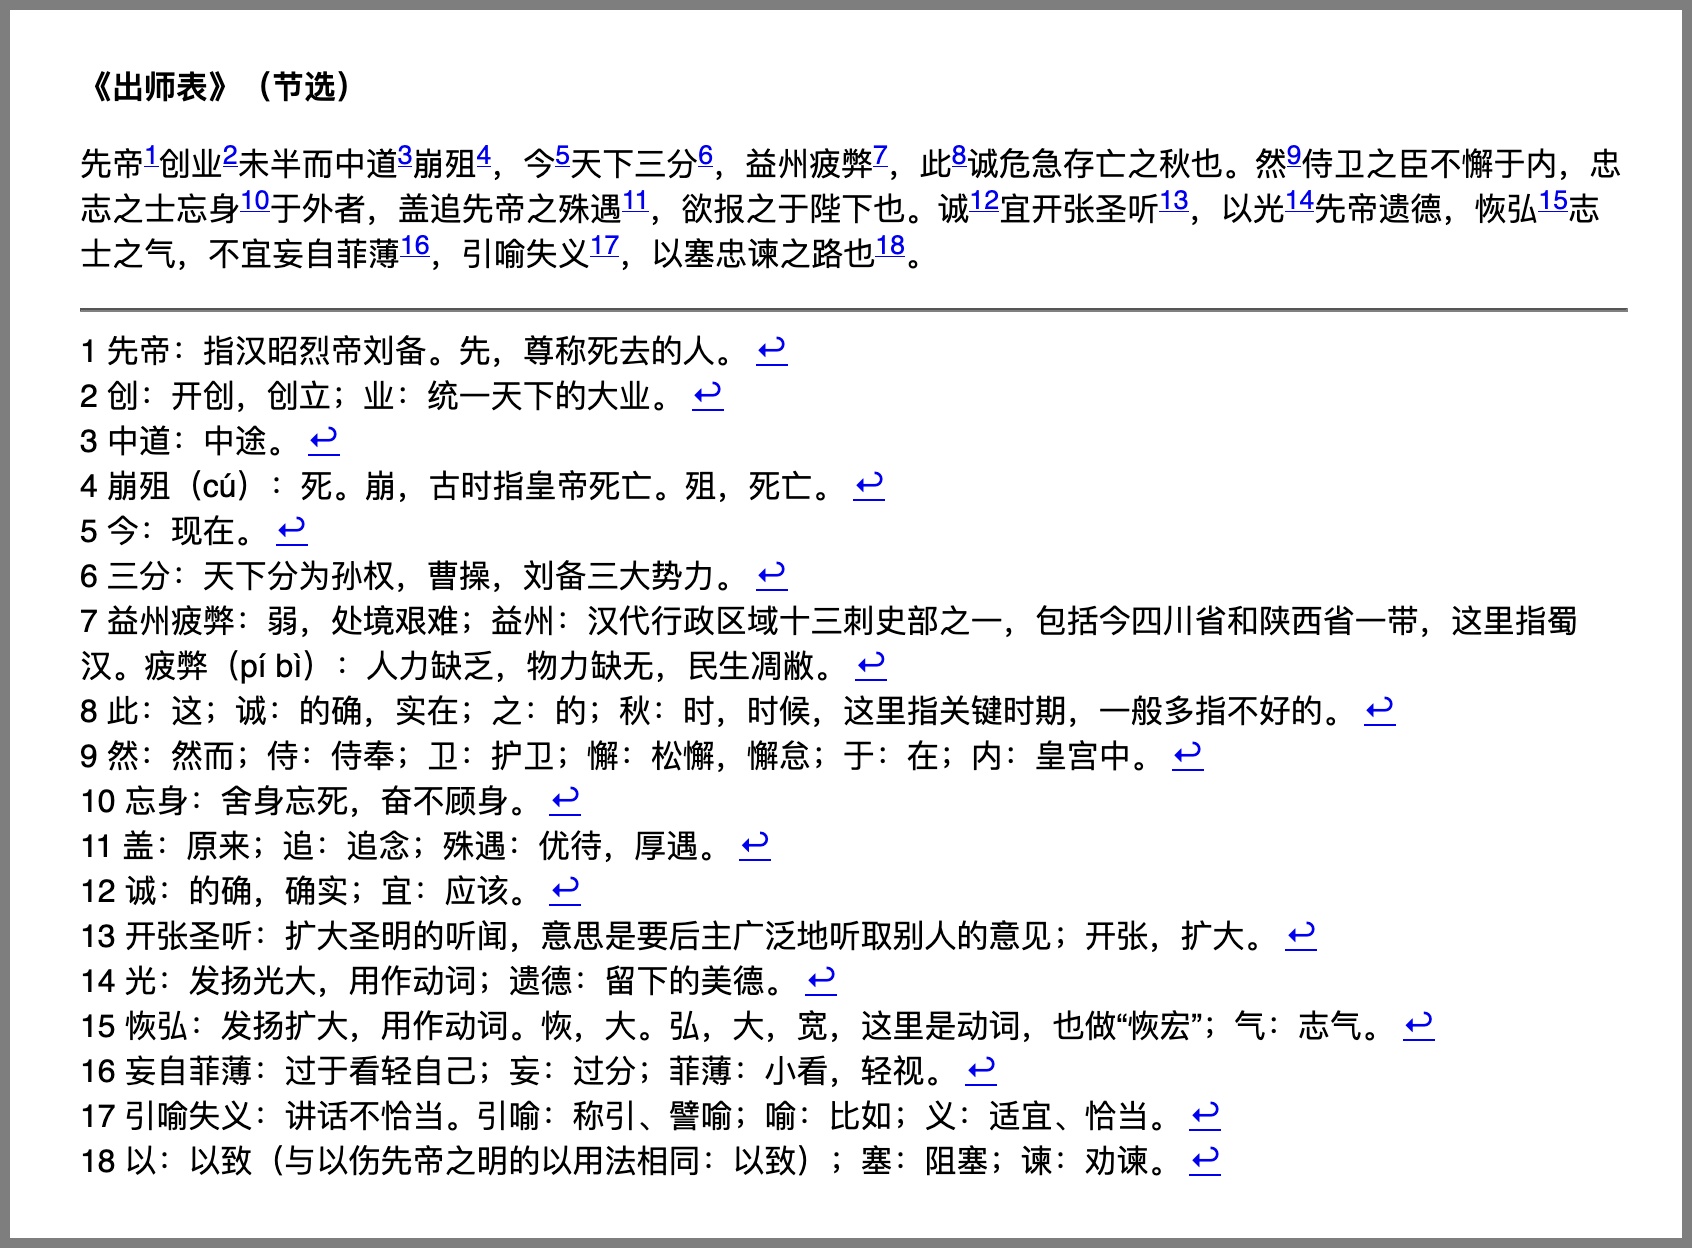 《出师表》（节选）
先帝1创业2未半而中道3崩殂4，今5天下三分6，益州疲弊7，此8诚危急存亡之秋也。然9侍卫之臣不懈于内，忠
志之士忘身10于外者，盖追先帝之殊遇11，欲报之于陛下也。诚12宜开张圣听13，以光14先帝遗德，恢弘15志
士之气，不宜妄自菲薄16，引喻失义17，以塞忠谏之路也18。
1 先帝：指汉昭烈帝刘备。先，尊称死去的人。 ↩
2 创：开创，创立；业：统一天下的大业。 ↩
3 中道：中途。 ↩
4 崩殂（cú）：死。崩，古时指皇帝死亡。殂，死亡。 ↩
5 今：现在。 ↩
6 三分：天下分为孙权，曹操，刘备三大势力。 ↩
7 益州疲弊：弱，处境艰难；益州：汉代行政区域十三刺史部之一，包括今四川省和陕西省一带，这里指蜀
汉。疲弊（pí bì）：人力缺乏，物力缺无，民生凋敝。 ↩
8 此：这；诚：的确，实在；之：的；秋：时，时候，这里指关键时期，一般多指不好的。 ↩
9 然：然而；侍：侍奉；卫：护卫；懈：松懈，懈怠；于：在；内：皇宫中。 ↩
10 忘身：舍身忘死，奋不顾身。 ↩
11 盖：原来；追：追念；殊遇：优待，厚遇。 ↩
12 诚：的确，确实；宜：应该。 ↩
13 开张圣听：扩大圣明的听闻，意思是要后主广泛地听取别人的意见；开张，扩大。 ↩
14 光：发扬光大，用作动词；遗德：留下的美德。 ↩
15 恢弘：发扬扩大，用作动词。恢，大。弘，大，宽，这里是动词，也做“恢宏”；气：志气。 ↩
16 妄自菲薄：过于看轻自己；妄：过分；菲薄：小看，轻视。 ↩
17 引喻失义：讲话不恰当。引喻：称引、譬喻；喻：比如；义：适宜、恰当。 ↩
18 以：以致（与以伤先帝之明的以用法相同：以致）；塞：阻塞；谏：劝谏。 ↩